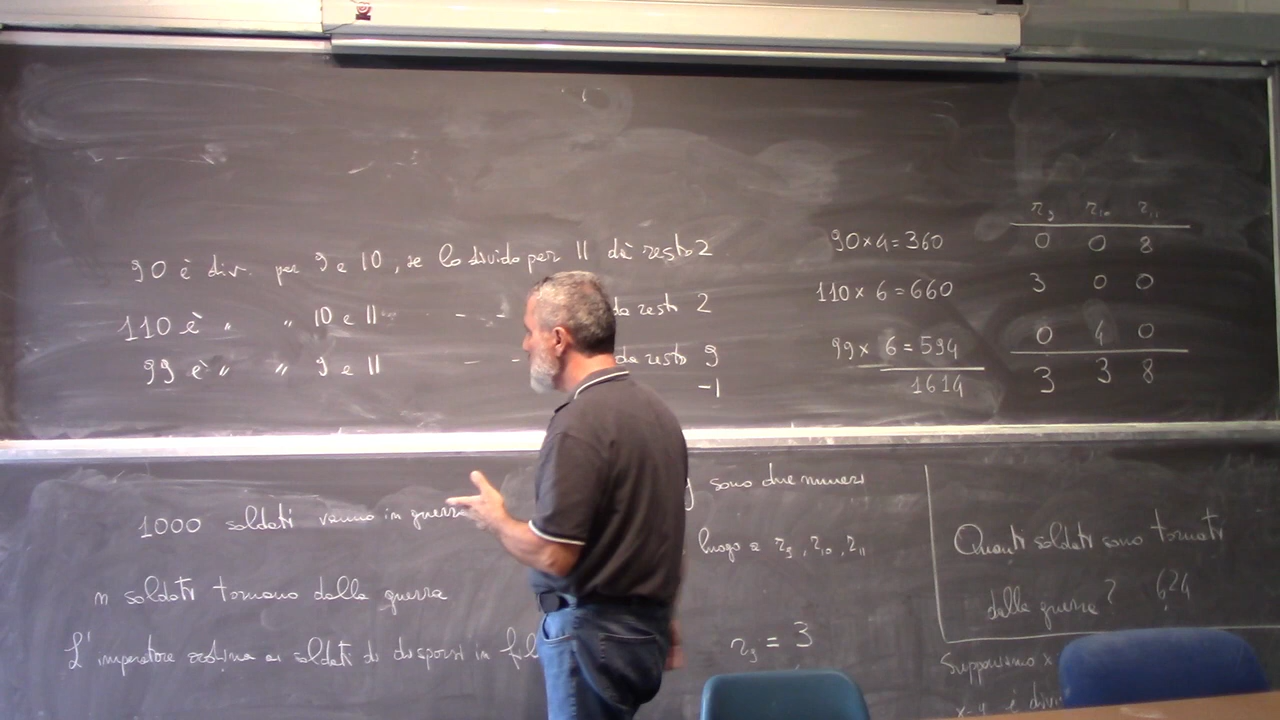 90 è div. per 9 e 10, se lo divido per 11 dà resto 2
110 è " " 10 e 11 - - da resto 2
99 è " " 9 e 11 - - da resto 9
-1
90×4=360
110×6=660
99×6=594
1614
r9 r10 r11
0 0 8
3 0 0
0 4 0
3 3 8
1000 soldati vanno in guerra
n soldati tornano dalla guerra
L'imperatore ordina ai soldati di disporsi in fil
y sono due numeri
luogo a r9, r10, r11
r9 = 3
Quanti soldati sono tornati
dalla guerra? 624
Supponiamo x
x-y è divi